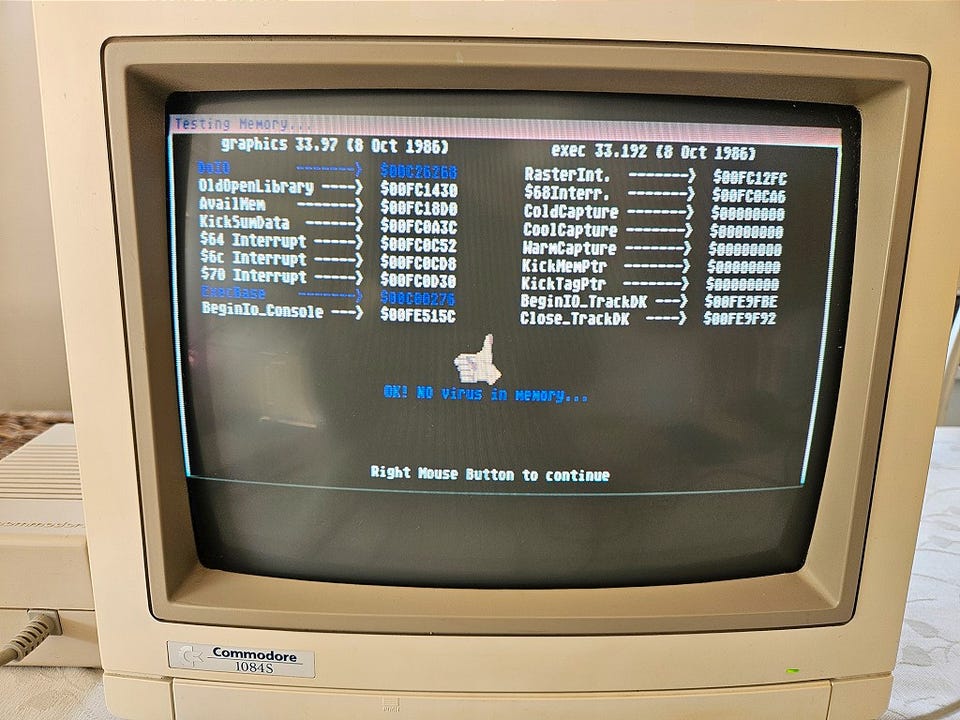 Testing Memory...
graphics 33.97 (8 Oct 1986) exec 33.192 (8 Oct 1986)
DoIO -----------> $00C26268 RasterInt. --------> $00FC12FC
OldOpenLibrary ----> $00FC1430 $68Interr. --------> $00FC0CA6
AvailMem --------> $00FC18D0 ColdCapture -------> $00000000
KickSumData -----> $00FC0A3C CoolCapture -------> $00000000
$64 Interrupt -----> $00FC0C52 WarmCapture -------> $00000000
$6c Interrupt ----> $00FC0CD8 KickMemPtr -------> $00000000
$70 Interrupt ----> $00FC0D30 KickTagPtr --------> $00000000
ExecBase --------> $00C00276 BeginIO_TrackDK ---> $00FE9FBE
BeginIo_Console ---> $00FE515C Close_TrackDK ----> $00FE9F92
OK! NO virus in memory...
Right Mouse Button to continue
commodore
Commodore
1084S